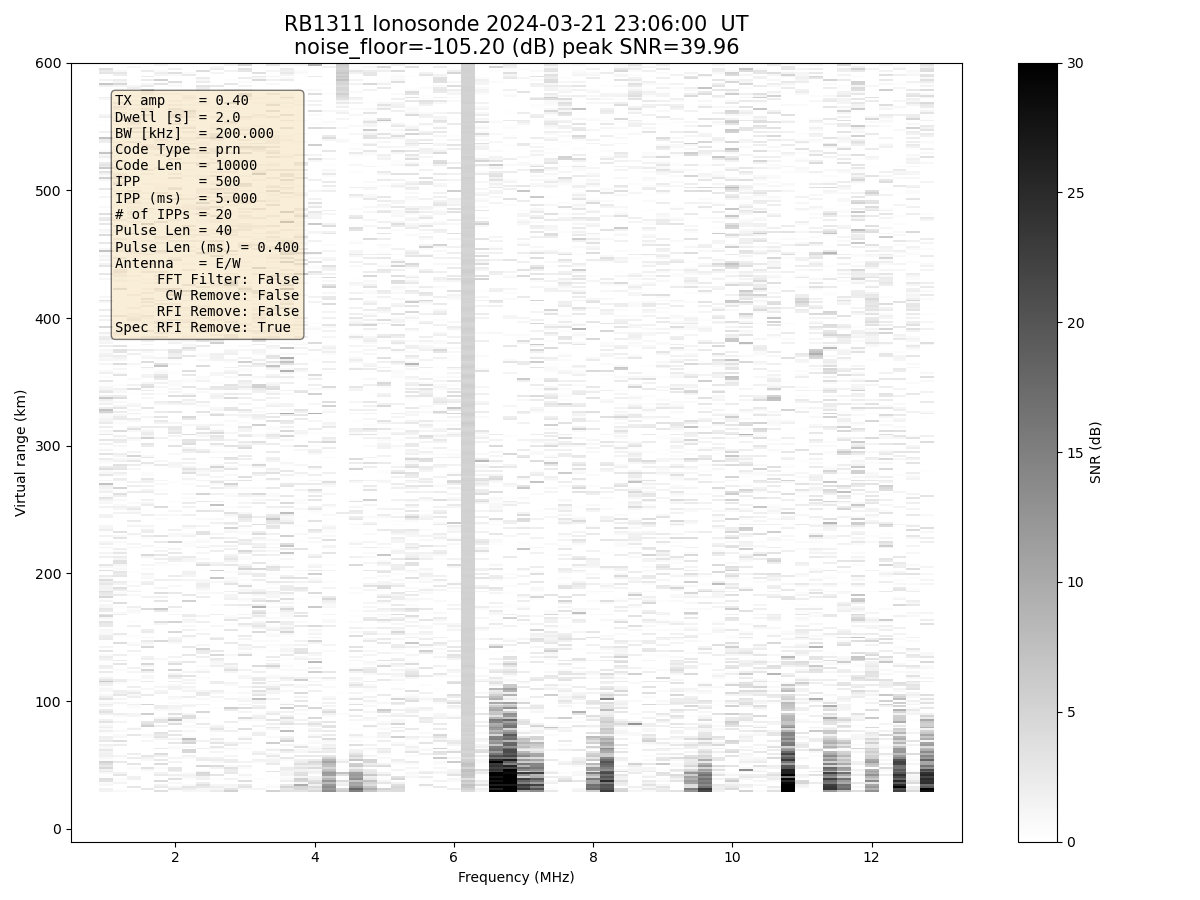 RB1311 Ionosonde 2024-03-21 23:06:00 UT
noise_floor=-105.20 (dB) peak SNR=39.96
TX amp = 0.40
Dwell [s] = 2.0
BW [kHz] = 200.000
Code Type = prn
Code Len = 10000
IPP = 500
IPP (ms) = 5.000
# of IPPs = 20
Pulse Len = 40
Pulse Len (ms) = 0.400
Antenna = E/W
FFT Filter: False
CW Remove: False
RFI Remove: False
Spec RFI Remove: True
Virtual range (km)
600
500
400
300
200
100
0
2 4 6 8 10 12
Frequency (MHz)
30
25
20
15
10
5
0
SNR (dB)